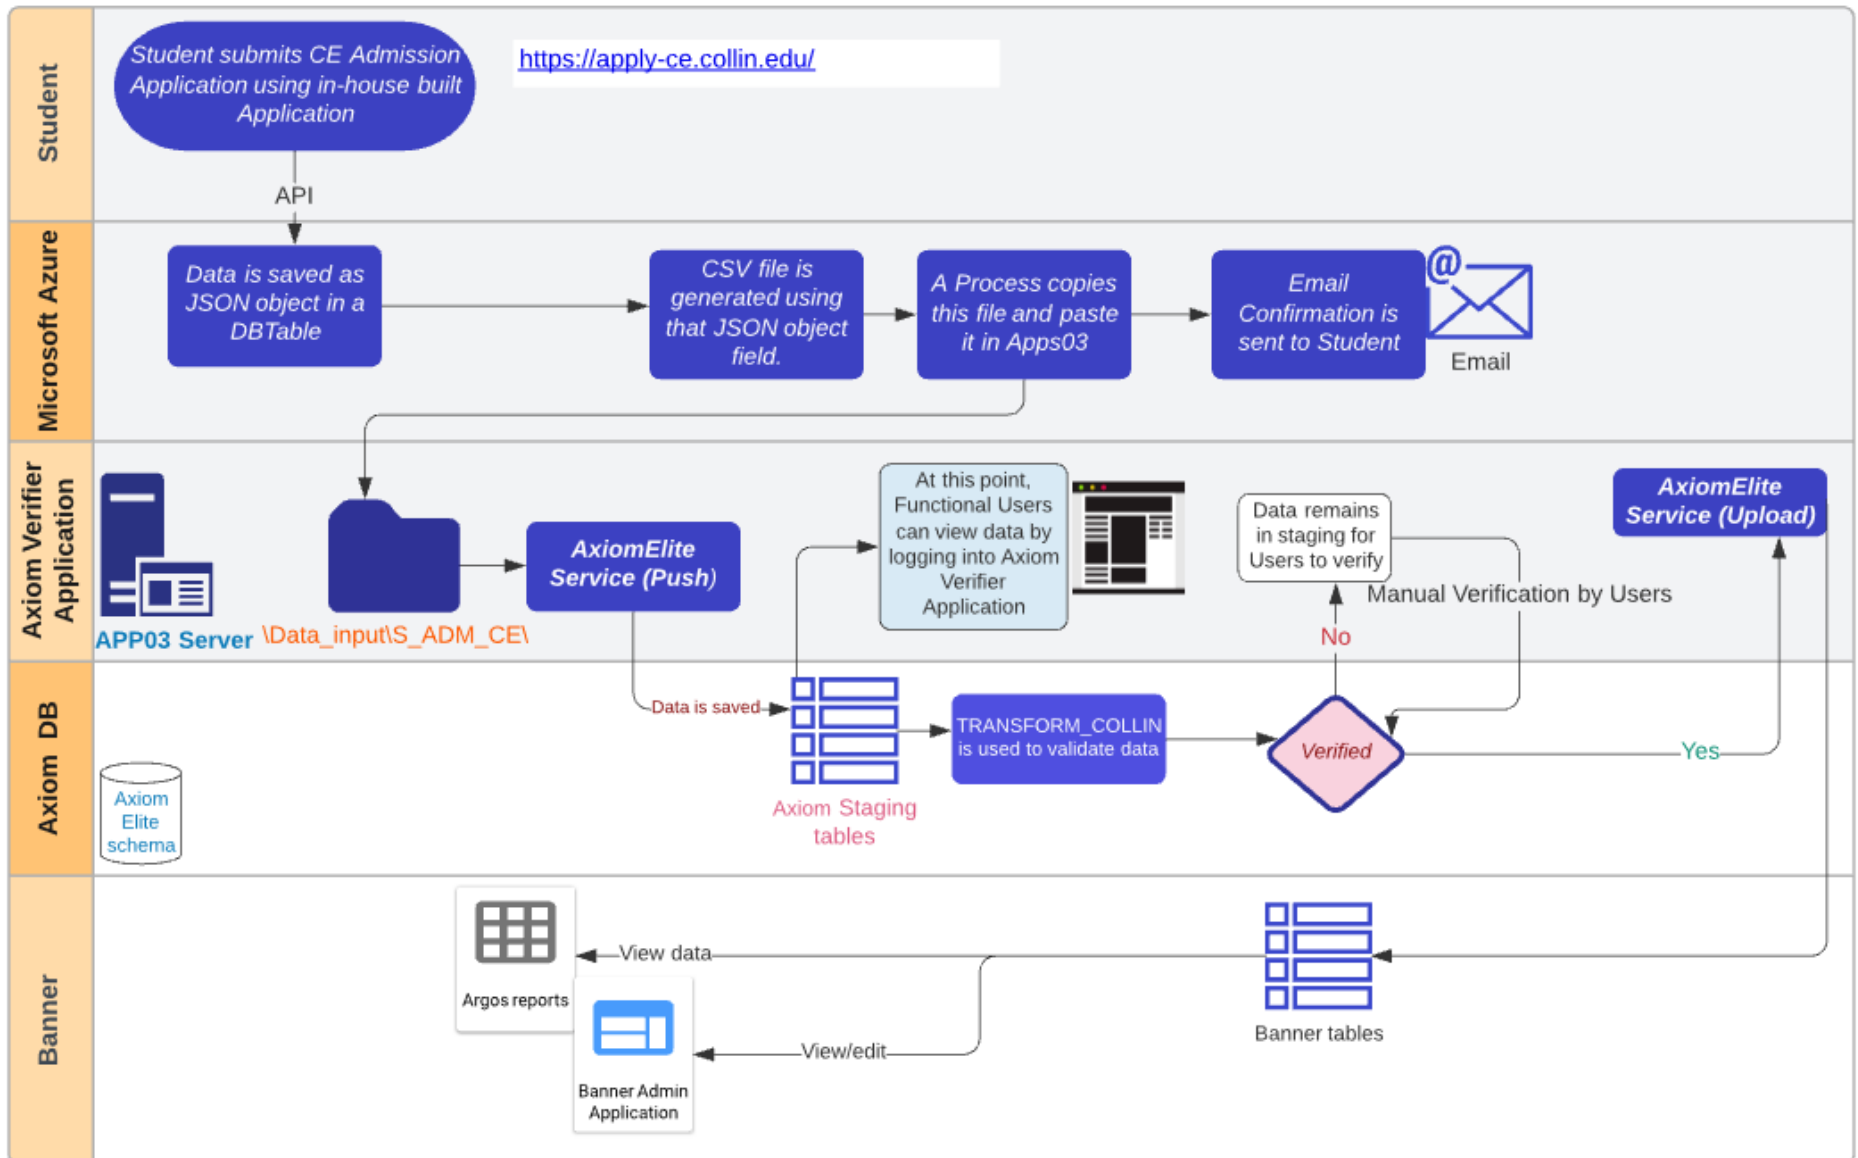 Student
Student submits CE Admission
Application using in-house built
Application
https://apply-ce.collin.edu/
API
Microsoft Azure
Data is saved as
JSON object in a
DBTable
CSV file is
generated using
that JSON object
field.
A Process copies
this file and paste
it in Apps03
Email
Confirmation is
sent to Student
@
Email
Axiom Verifier
Application
APP03 Server
\Data_input\S_ADM_CE\
AxiomElite
Service (Push)
At this point,
Functional Users
can view data by
logging into Axiom
Verifier
Application
Data remains
in staging for
Users to verify
Manual Verification by Users
No
AxiomElite
Service (Upload)
Axiom DB
Axiom
Elite
schema
Data is saved
Axiom Staging
tables
TRANSFORM_COLLIN
is used to validate data
Verified
Yes
Banner
Argos reports
View data
Banner Admin
Application
View/edit
Banner tables